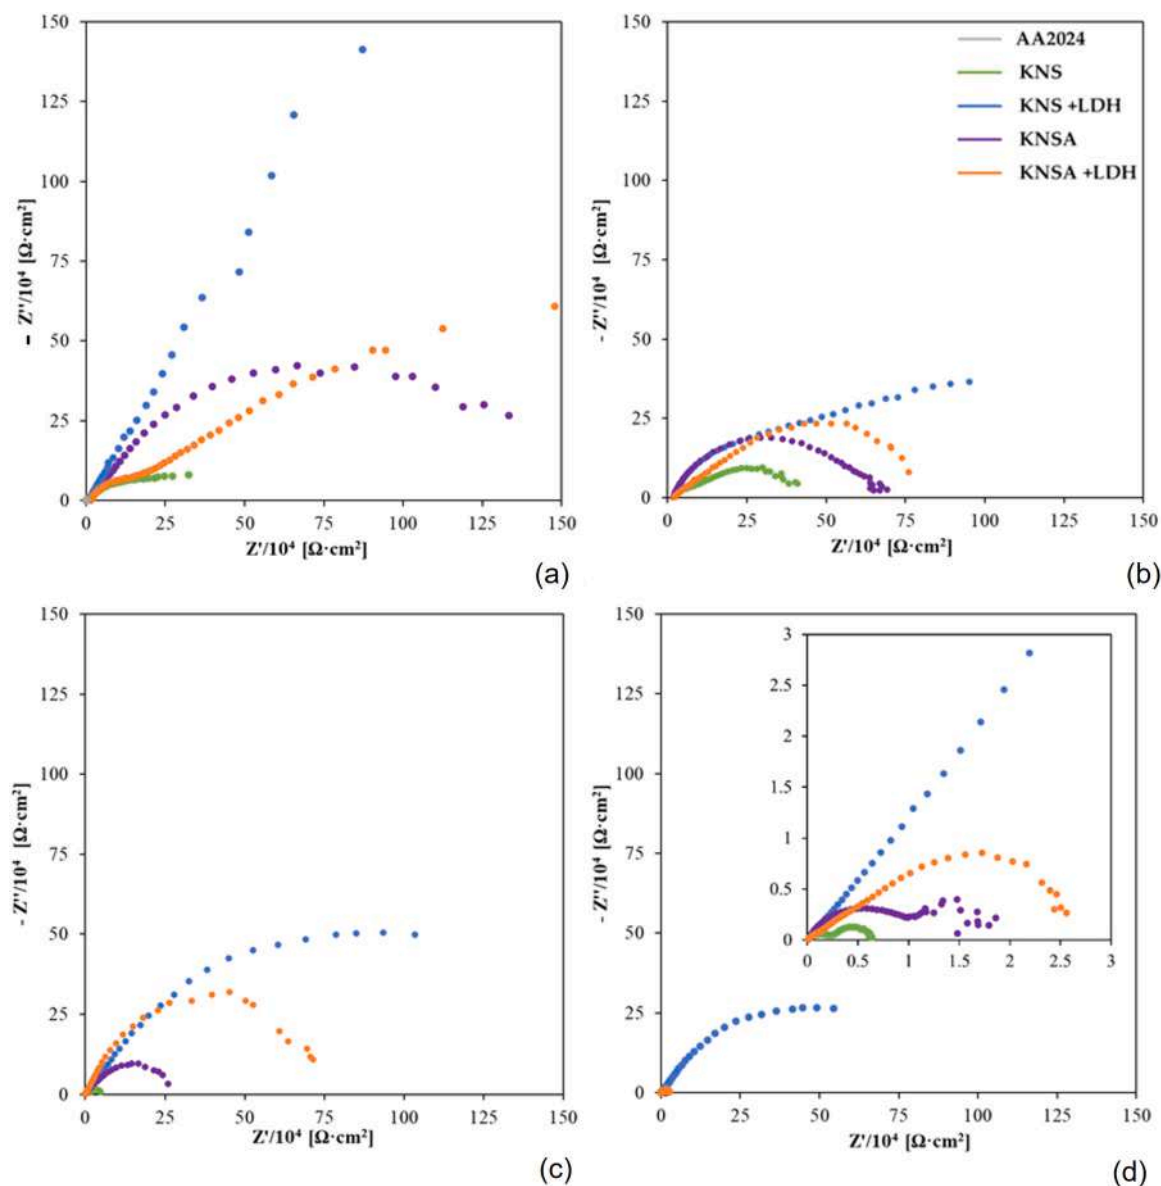 150
125
100
75
50
25
0
0 25 50 75 100 125 150
– Z''/10⁴ [Ω·cm²]
Z'/10⁴ [Ω·cm²]
(a)
150
125
100
75
50
25
0
0 25 50 75 100 125 150
- Z''/10⁴ [Ω·cm²]
Z'/10⁴ [Ω·cm²]
AA2024
KNS
KNS +LDH
KNSA
KNSA +LDH
(b)
150
125
100
75
50
25
0
0 25 50 75 100 125 150
- Z''/10⁴ [Ω·cm²]
Z'/10⁴ [Ω·cm²]
(c)
150
125
100
75
50
25
0
0 25 50 75 100 125 150
- Z''/10⁴ [Ω·cm²]
Z'/10⁴ [Ω·cm²]
3
2.5
2
1.5
1
0.5
0
0 0.5 1 1.5 2 2.5 3
(d)